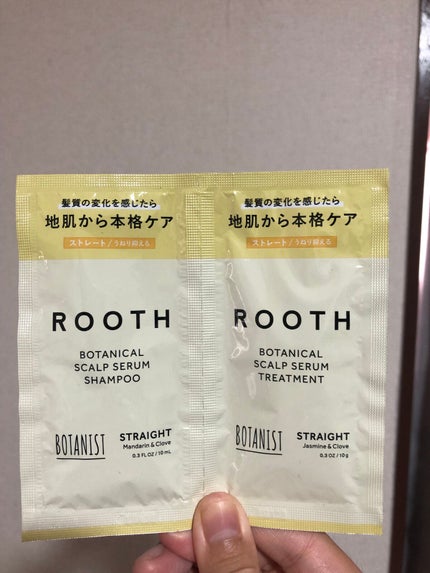 髪質の変化を感じたら
地肌から本格ケア
ストレート/うねり抑える
ROOTH
BOTANICAL
SCALP SERUM
SHAMPOO
BOTANIST
STRAIGHT
Mandarin & Clove
0.3 FL OZ / 10 mL
髪質の変化を感じたら
地肌から本格ケア
ストレート/うねり抑える
ROOTH
BOTANICAL
SCALP SERUM
TREATMENT
BOTANIST
STRAIGHT
Jasmine & Clove
0.3 OZ / 10 g